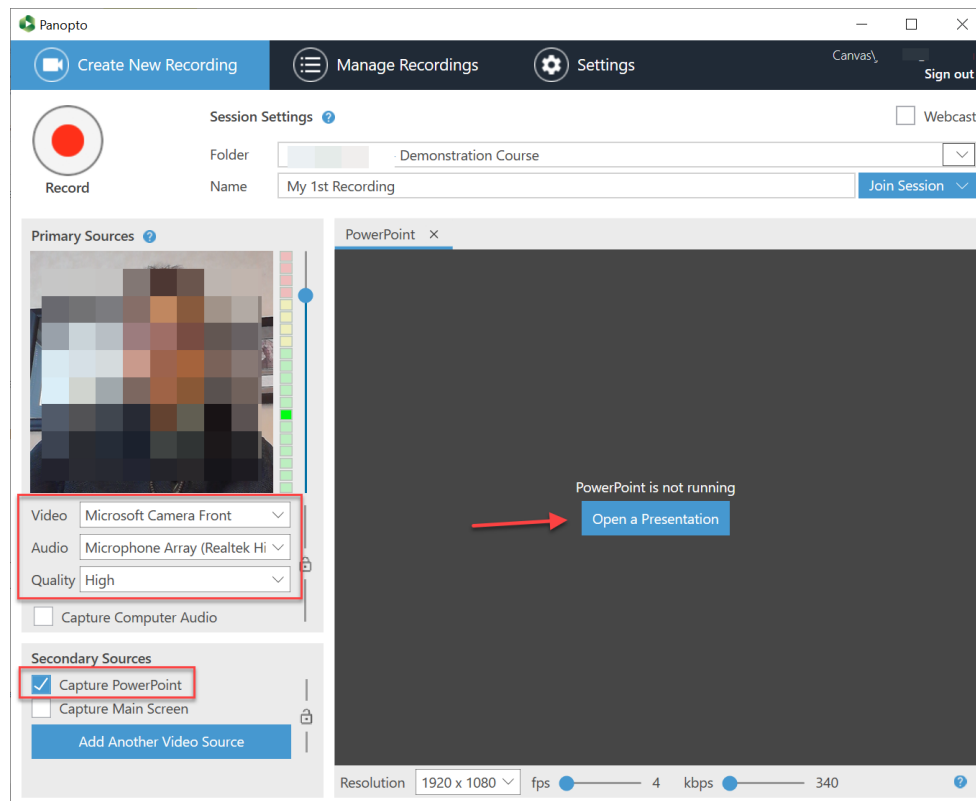 Panopto
Create New Recording
Manage Recordings
Settings
Canvas\
Sign out
Record
Session Settings
Webcast
Folder
Demonstration Course
Name
My 1st Recording
Join Session
Primary Sources
PowerPoint
Video
Microsoft Camera Front
Audio
Microphone Array (Realtek Hi
Quality
High
Capture Computer Audio
PowerPoint is not running
Open a Presentation
Secondary Sources
Capture PowerPoint
Capture Main Screen
Add Another Video Source
Resolution 1920 x 1080 fps 4 kbps 340